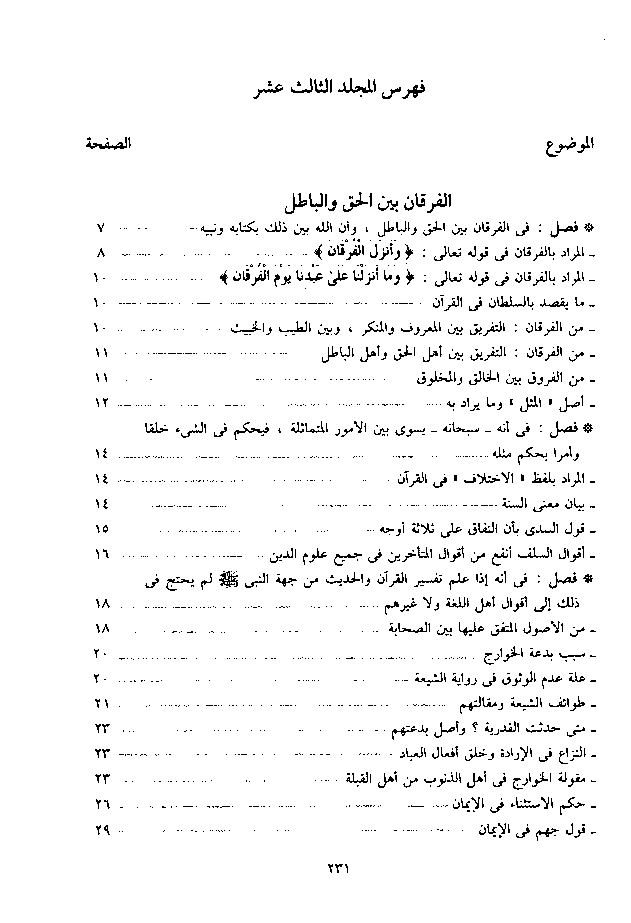 فهرس المجلد الثالث عشر
الموضوع الصفحة
الفرقان بين الحق والباطل
* فصل : فى الفرقان بين الحق والباطل ، وأن الله بين ذلك بكتابه ونبيه ٧
ـ المراد بالفرقان فى قوله تعالى : ﴿ وَأَنزَلَ الْفُرْقَانَ ﴾ ٨
ـ المراد بالفرقان فى قوله تعالى : ﴿ وَمَا أَنزَلْنَا عَلَىٰ عَبْدِنَا يَوْمَ الْفُرْقَانِ ﴾ ١٠
ـ ما يقصد بالسلطان فى القرآن ١٠
ـ من الفرقان : التفريق بين المعروف والمنكر ، وبين الطيب والخبيث ١٠
ـ من الفرقان : التفريق بين أهل الحق وأهل الباطل ١١
ـ من الفروق بين الخالق والمخلوق ١١
ـ أصل « المثل » وما يراد به ١٢
* فصل : فى أنه ـ سبحانه ـ يسوى بين الأمور المتماثلة ، فيحكم فى الشىء خلقا
وأمرا بحكم مثله ١٤
ـ المراد بلفظ « الاختلاف » فى القرآن ١٤
ـ بيان معنى السنة ١٤
ـ قول السدى بأن النفاق على ثلاثة أوجه ١٥
ـ أقوال السلف أنفع من أقوال المتأخرين فى جميع علوم الدين ١٦
* فصل : فى أنه إذا علم تفسير القرآن والحديث من جهة النبى ﷺ لم يحتج فى
ذلك إلى أقوال أهل اللغة ولا غيرهم ١٨
ـ من الأصول المتفق عليها بين الصحابة ١٨
ـ سبب بدعة الخوارج ٢٠
ـ علة عدم الوثوق فى رواية الشيعة ٢٠
ـ طوائف الشيعة ومقالتهم ٢١
ـ متى حدثت القدرية ؟ وأصل بدعتهم ٢٣
ـ النزاع فى الإرادة وخلق أفعال العباد ٢٣
ـ مقولة الخوارج فى أهل الذنوب من أهل القبلة ٢٣
ـ حكم الاستثناء فى الإيمان ٢٦
ـ قول جهم فى الإيمان ٢٩
٢٣١